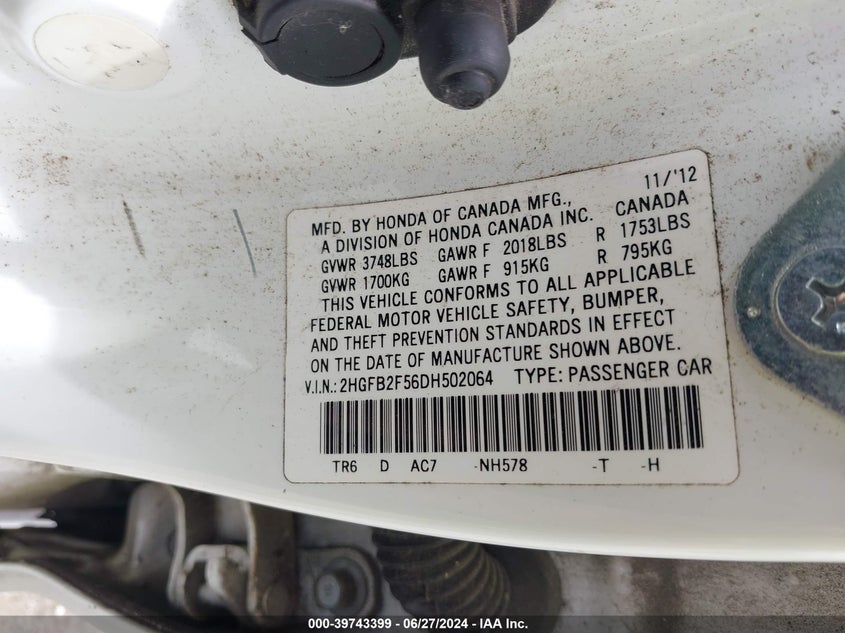 11/'12
MFD. BY HONDA OF CANADA MFG., CANADA
A DIVISION OF HONDA CANADA INC.
GVWR 3748LBS GAWR F 2018LBS R 1753LBS
GVWR 1700KG GAWR F 915KG R 795KG
THIS VEHICLE CONFORMS TO ALL APPLICABLE
FEDERAL MOTOR VEHICLE SAFETY, BUMPER,
AND THEFT PREVENTION STANDARDS IN EFFECT
ON THE DATE OF MANUFACTURE SHOWN ABOVE.
V.I.N.: 2HGFB2F56DH502064 TYPE: PASSENGER CAR
TR6 D AC7 -NH578 -T -H
000-39743399 - 06/27/2024 - IAA Inc.